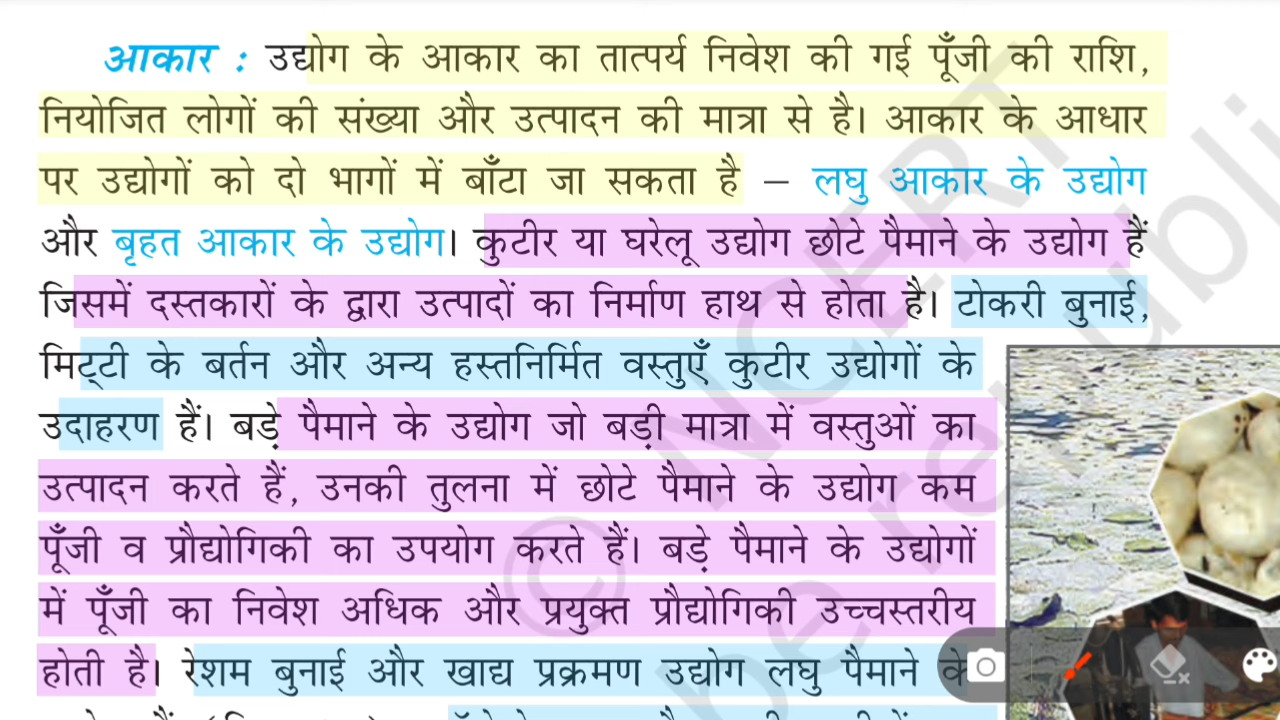 आकार : उद्योग के आकार का तात्पर्य निवेश की गई पूँजी की राशि,
नियोजित लोगों की संख्या और उत्पादन की मात्रा से है। आकार के आधार
पर उद्योगों को दो भागों में बाँटा जा सकता है – लघु आकार के उद्योग
और बृहत आकार के उद्योग। कुटीर या घरेलू उद्योग छोटे पैमाने के उद्योग हैं
जिसमें दस्तकारों के द्वारा उत्पादों का निर्माण हाथ से होता है। टोकरी बुनाई,
मिट्टी के बर्तन और अन्य हस्तनिर्मित वस्तुएँ कुटीर उद्योगों के
उदाहरण हैं। बड़े पैमाने के उद्योग जो बड़ी मात्रा में वस्तुओं का
उत्पादन करते हैं, उनकी तुलना में छोटे पैमाने के उद्योग कम
पूँजी व प्रौद्योगिकी का उपयोग करते हैं। बड़े पैमाने के उद्योगों
में पूँजी का निवेश अधिक और प्रयुक्त प्रौद्योगिकी उच्चस्तरीय
होती है। रेशम बुनाई और खाद्य प्रक्रमण उद्योग लघु पैमाने के
© NCERT
be republi